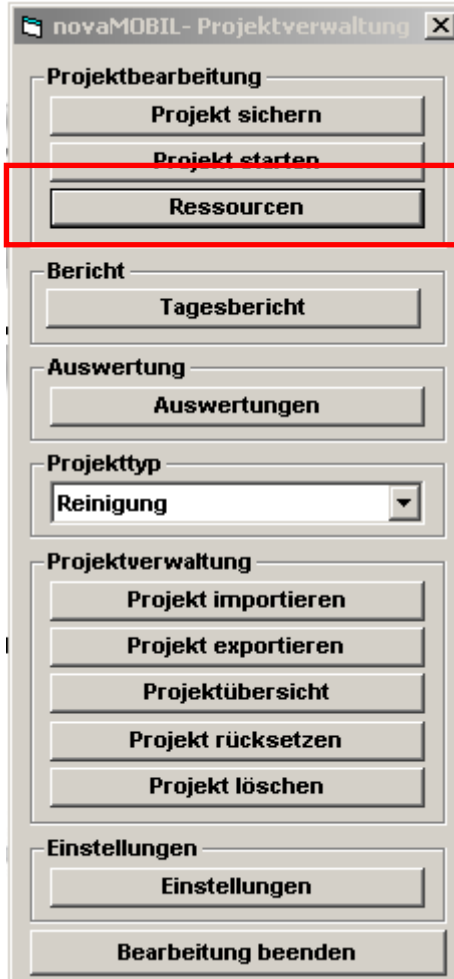 novaMOBIL- Projektverwaltung
Projektbearbeitung
Projekt sichern
Projekt starten
Ressourcen
Bericht
Tagesbericht
Auswertung
Auswertungen
Projekttyp
Reinigung
Projektverwaltung
Projekt importieren
Projekt exportieren
Projektübersicht
Projekt rücksetzen
Projekt löschen
Einstellungen
Einstellungen
Bearbeitung beenden